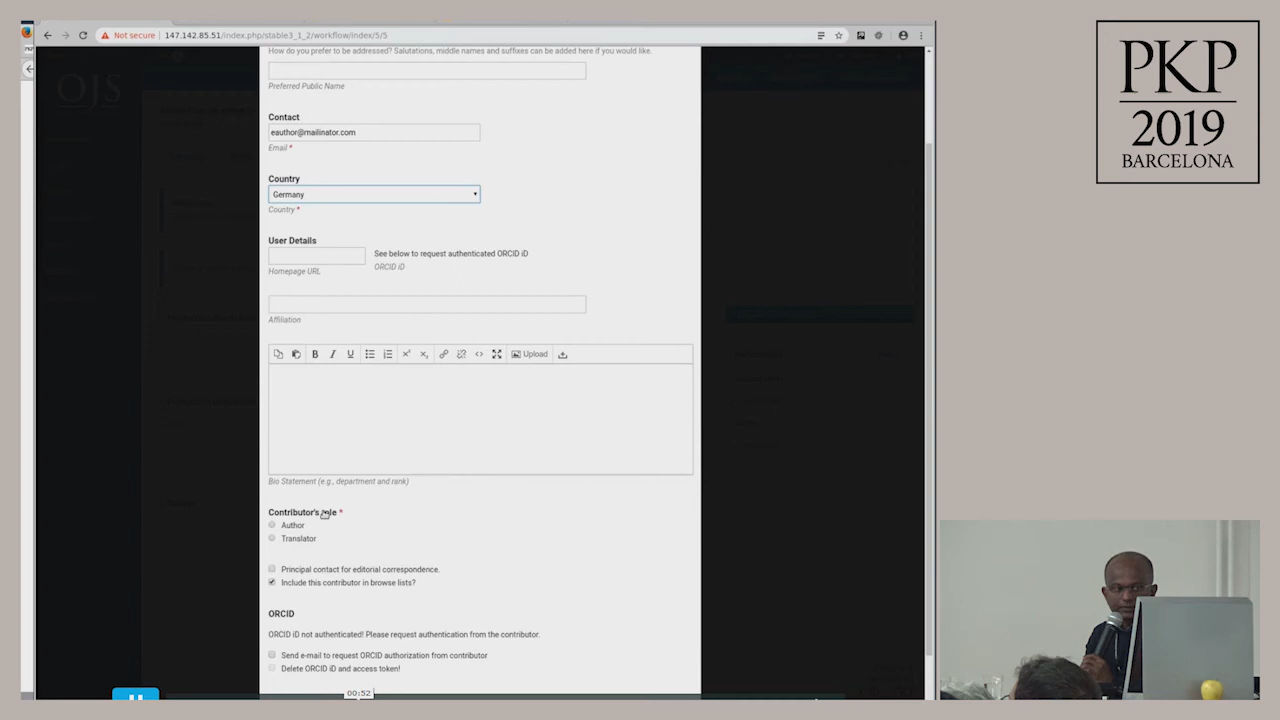 Not secure | 147.142.85.51/index.php/stable3_1_2/workflow/index/5/5
OJS
How do you prefer to be addressed? Salutations, middle names and suffixes can be added here if you would like.
Preferred Public Name
Contact
eauthor@mailinator.com
Email *
Country
Germany
Country *
User Details
See below to request authenticated ORCID iD
Homepage URL
ORCID iD
Affiliation
B I U
Upload
Bio Statement (e.g., department and rank)
Contributor's role *
Author
Translator
Principal contact for editorial correspondence.
Include this contributor in browse lists?
ORCID
ORCID iD not authenticated! Please request authentication from the contributor.
Send e-mail to request ORCID authorization from contributor
Delete ORCID iD and access token!
00:52
PKP
2019
BARCELONA